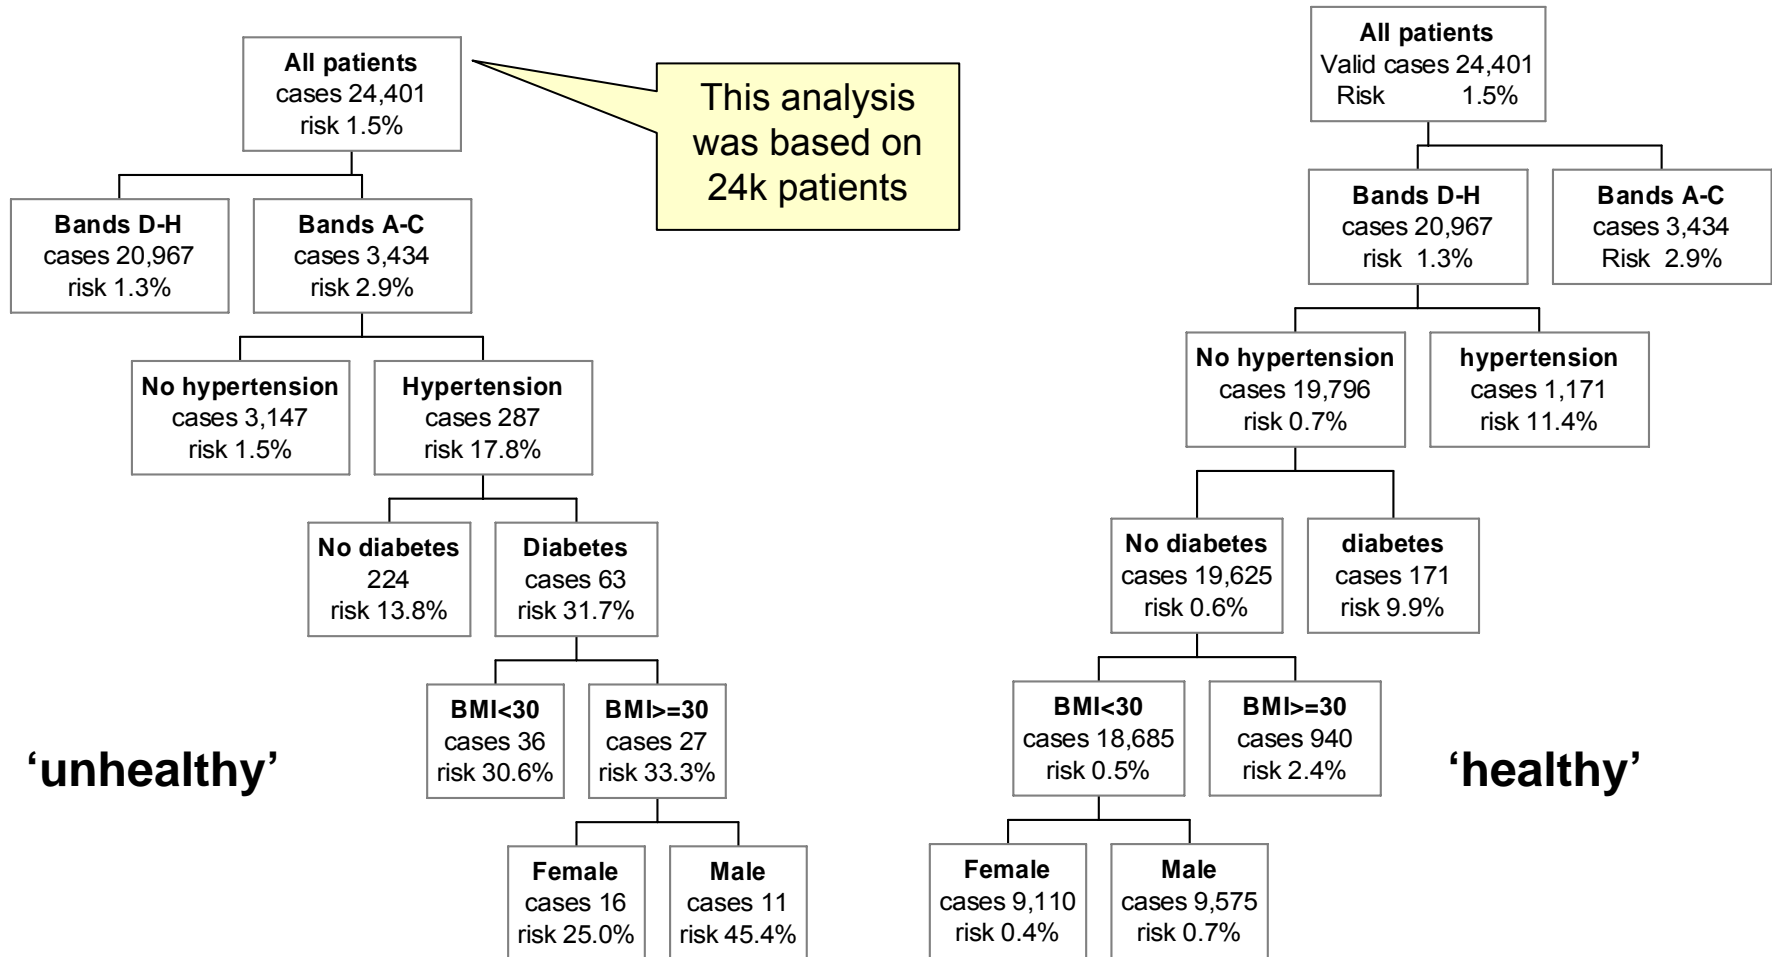 All patients
cases 24,401
risk 1.5%
This analysis
was based on
24k patients
Bands D-H
cases 20,967
risk 1.3%
Bands A-C
cases 3,434
risk 2.9%
No hypertension
cases 3,147
risk 1.5%
Hypertension
cases 287
risk 17.8%
No diabetes
224
risk 13.8%
Diabetes
cases 63
risk 31.7%
BMI<30
cases 36
risk 30.6%
BMI>=30
cases 27
risk 33.3%
Female
cases 16
risk 25.0%
Male
cases 11
risk 45.4%
‘unhealthy’
All patients
Valid cases 24,401
Risk 1.5%
Bands D-H
cases 20,967
risk 1.3%
Bands A-C
cases 3,434
Risk 2.9%
No hypertension
cases 19,796
risk 0.7%
hypertension
cases 1,171
risk 11.4%
No diabetes
cases 19,625
risk 0.6%
diabetes
cases 171
risk 9.9%
BMI<30
cases 18,685
risk 0.5%
BMI>=30
cases 940
risk 2.4%
Female
cases 9,110
risk 0.4%
Male
cases 9,575
risk 0.7%
‘healthy’